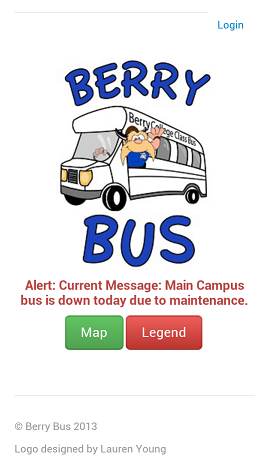 Login
BERRY
Berry College Class Bus
BUS
Alert: Current Message: Main Campus
bus is down today due to maintenance.
Map Legend
© Berry Bus 2013
Logo designed by Lauren Young